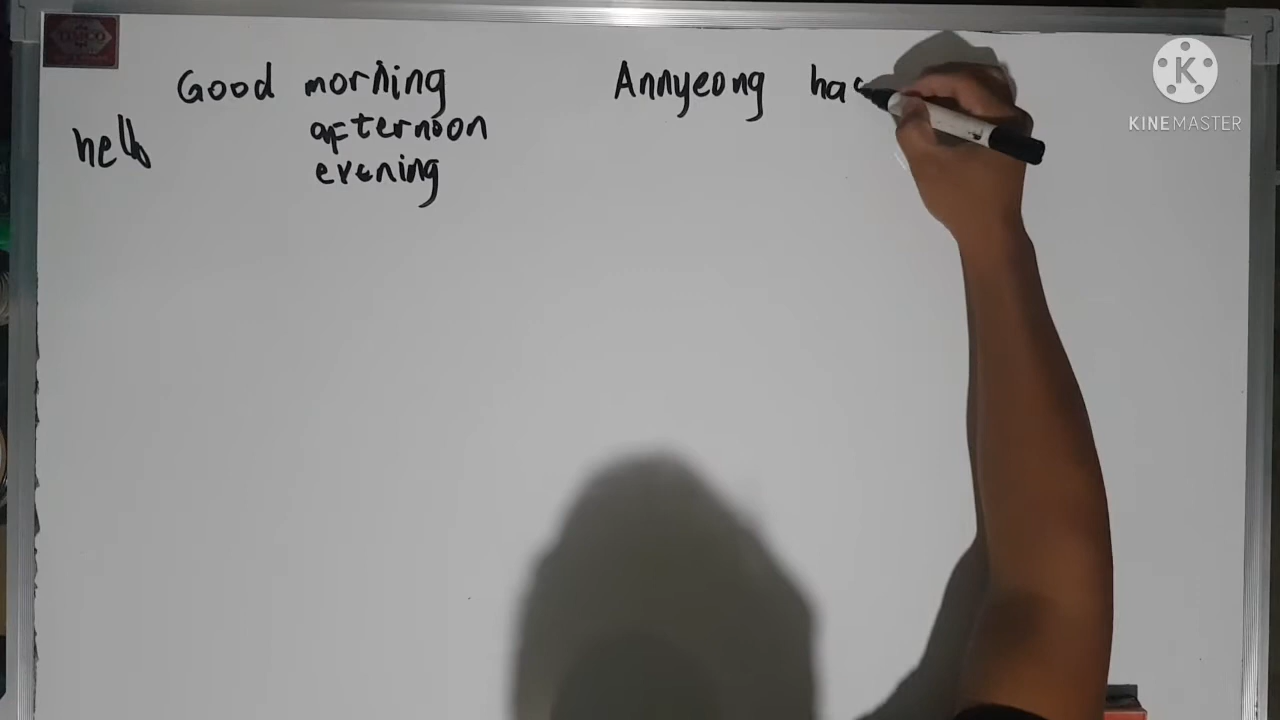 Good morning
Annyeong
hello
afternoon
evening
KINEMASTER